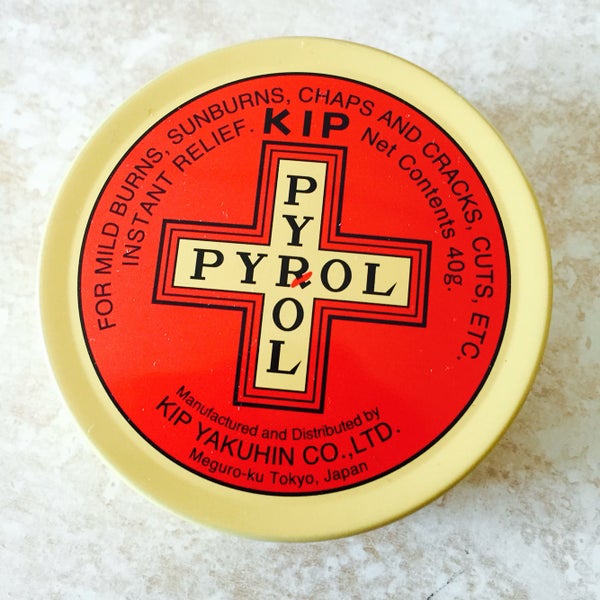 FOR MILD BURNS, SUNBURNS, CHAPS AND CRACKS, CUTS, ETC.
INSTANT RELIEF.
KIP
Net Contents 40g.
PYROL
PYROL
Manufactured and Distributed by
KIP YAKUHIN CO.,LTD.
Meguro-ku Tokyo, Japan